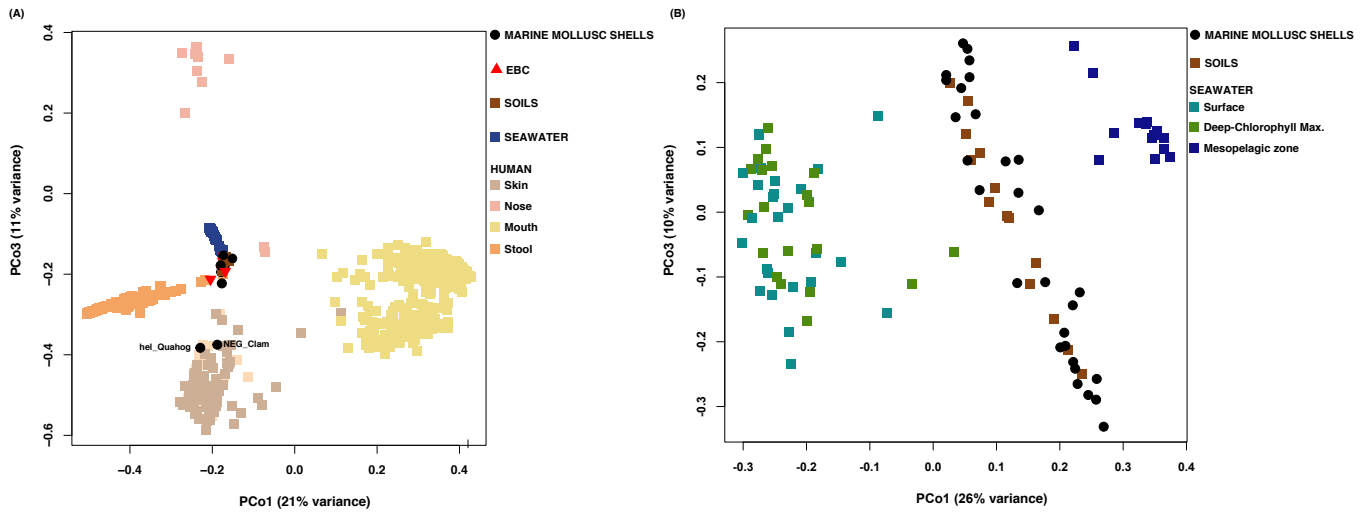 (A)
0.4
0.2
0.0
−0.2
−0.4
−0.6
PCo3 (11% variance)
−0.4
−0.2
0.0
0.2
0.4
PCo1 (21% variance)
hel_Quahog
NEG_Clam
MARINE MOLLUSC SHELLS
EBC
SOILS
SEAWATER
HUMAN
Skin
Nose
Mouth
Stool
(B)
0.2
0.1
0.0
-0.1
-0.2
-0.3
PCo3 (10% variance)
-0.3
-0.2
-0.1
0.0
0.1
0.2
0.3
0.4
PCo1 (26% variance)
MARINE MOLLUSC SHELLS
SOILS
SEAWATER
Surface
Deep-Chlorophyll Max.
Mesopelagic zone